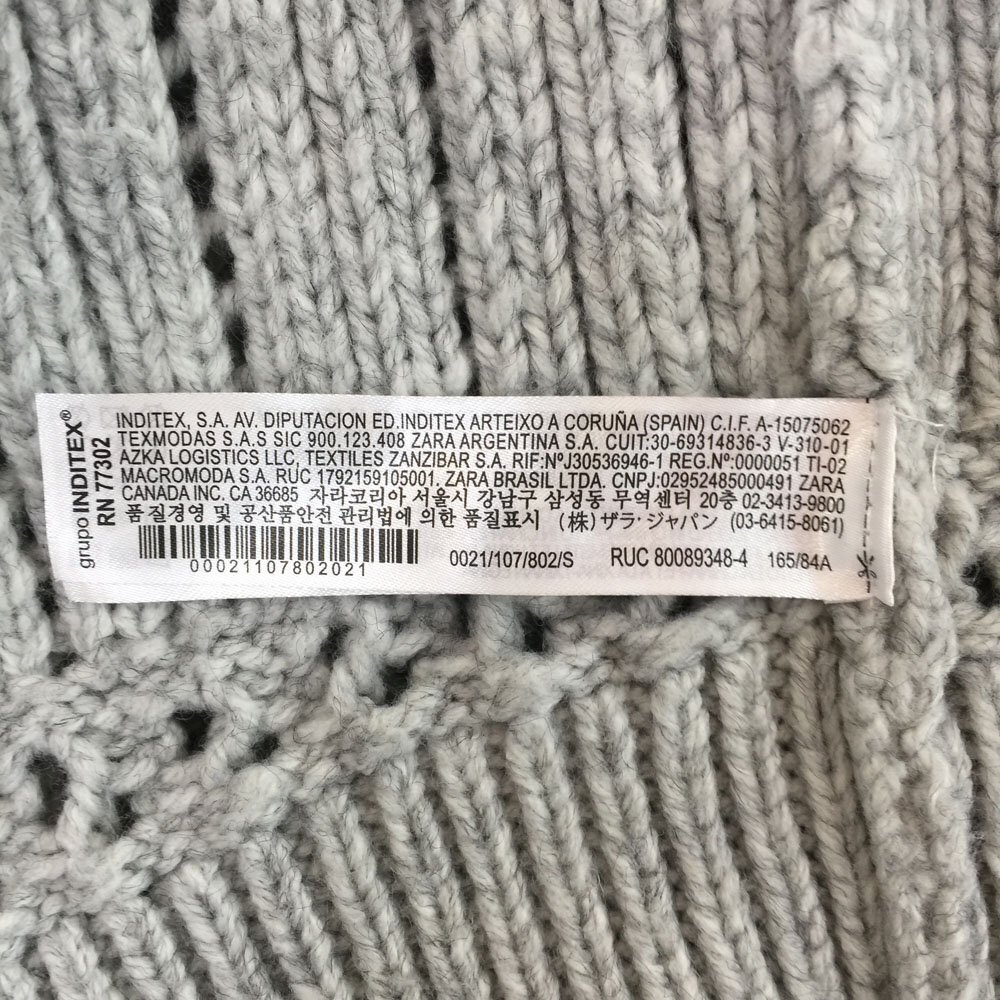 grupo INDITEX®
RN 77302
INDITEX, S.A. AV. DIPUTACION ED.INDITEX ARTEIXO A CORUÑA (SPAIN) C.I.F. A-15075062
TEXMODAS S.A.S SIC 900.123.408 ZARA ARGENTINA S.A. CUIT:30-69314836-3 V-310-01
AZKA LOGISTICS LLC, TEXTILES ZANZIBAR S.A. RIF:NºJ30536946-1 REG.Nº:0000051 TI-02
MACROMODA S.A. RUC 1792159105001. ZARA BRASIL LTDA. CNPJ:02952485000491 ZARA
CANADA INC. CA 36685 자라코리아 서울시 강남구 삼성동 무역센터 20층 02-3413-9800
품질경영 및 공산품안전 관리법에 의한 품질표시 (株)ザラ・ジャパン (03-6415-8061)
00021107802021
0021/107/802/S RUC 80089348-4 165/84A